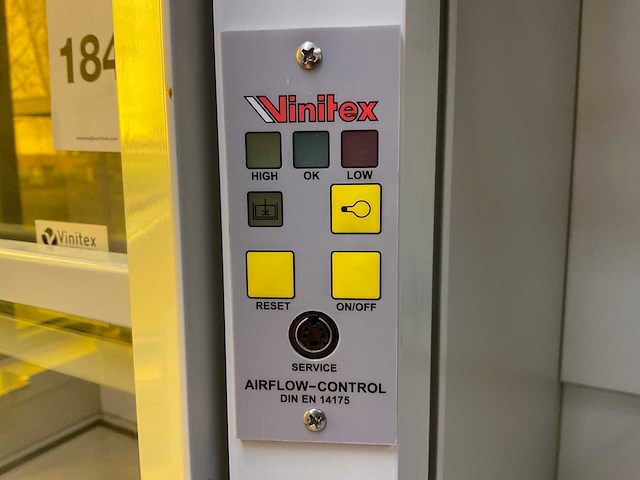 184
Vinitex
Vinitex
HIGH OK LOW
RESET ON/OFF
SERVICE
AIRFLOW-CONTROL
DIN EN 14175